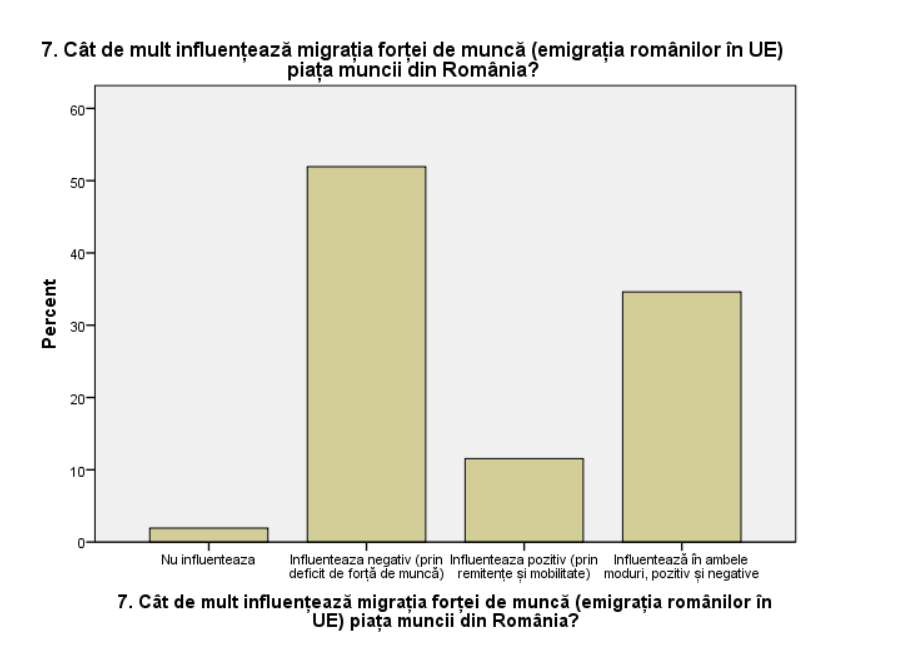 7. Cât de mult influențează migrația forței de muncă (emigrația românilor în UE)
piața muncii din România?
60
50
40
30
20
10
0
Percent
Nu influenteaza
Influenteaza negativ (prin
deficit de forță de muncă)
Influenteaza pozitiv (prin
remitențe și mobilitate)
Influentează în ambele
moduri, pozitiv și negative
7. Cât de mult influențează migrația forței de muncă (emigrația românilor în
UE) piața muncii din România?